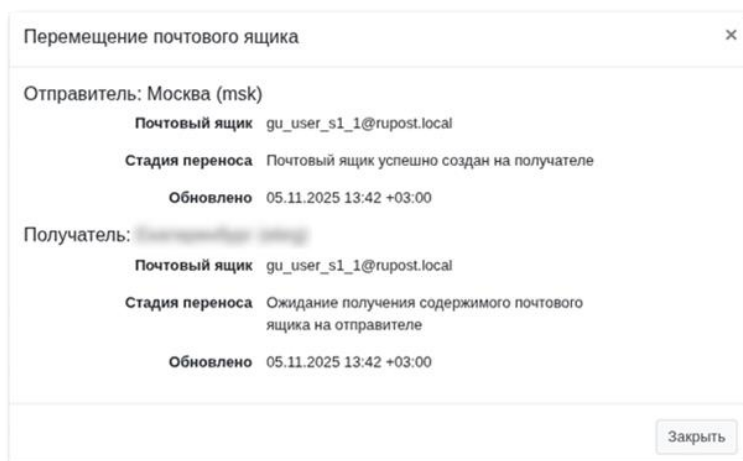 Перемещение почтового ящика ×
Отправитель: Москва (msk)
Почтовый ящик gu_user_s1_1@rupost.local
Стадия переноса Почтовый ящик успешно создан на получателе
Обновлено 05.11.2025 13:42 +03:00
Получатель:
Почтовый ящик gu_user_s1_1@rupost.local
Стадия переноса Ожидание получения содержимого почтового
ящика на отправителе
Обновлено 05.11.2025 13:42 +03:00
Закрыть